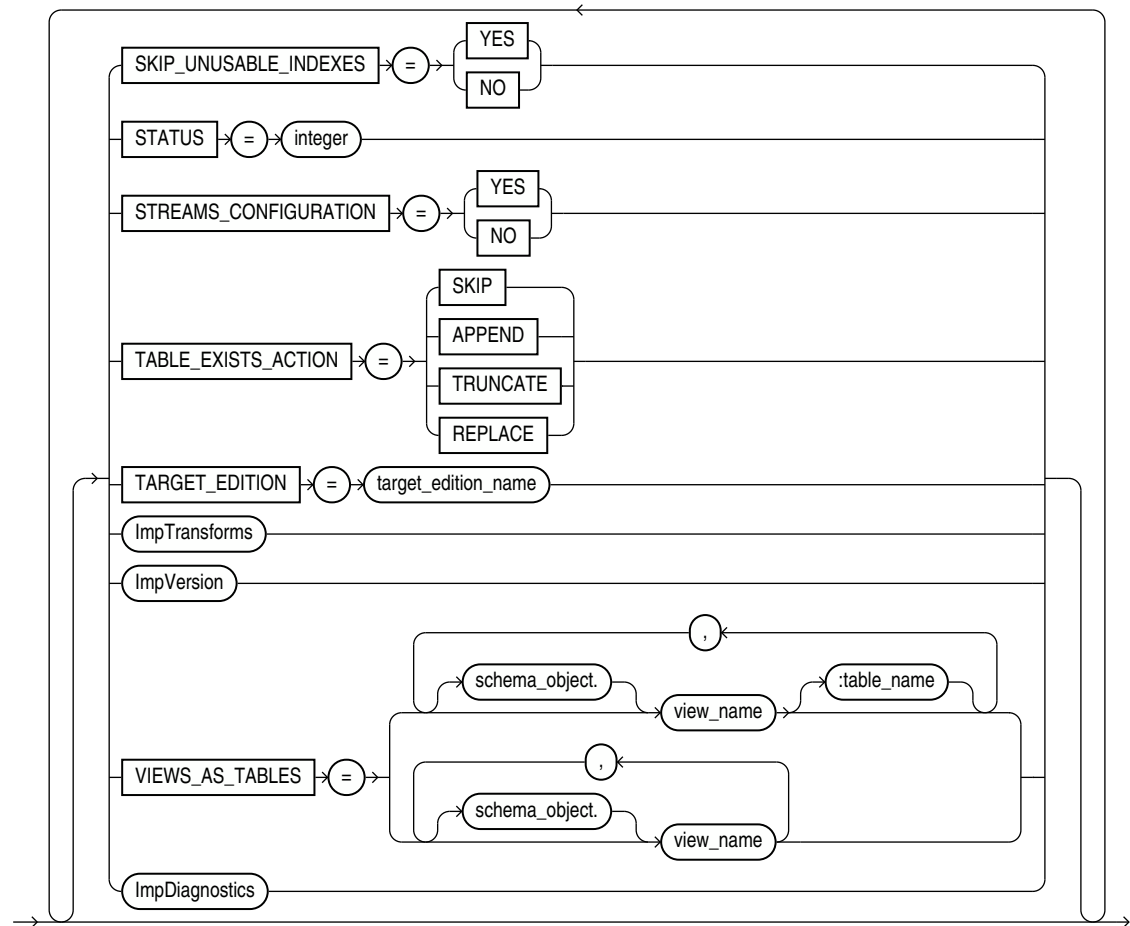 YES
SKIP_UNUSABLE_INDEXES =
NO
STATUS = integer
YES
STREAMS_CONFIGURATION =
NO
SKIP
APPEND
TABLE_EXISTS_ACTION =
TRUNCATE
REPLACE
TARGET_EDITION = target_edition_name
ImpTransforms
ImpVersion
,
schema_object. :table_name
view_name
,
VIEWS_AS_TABLES =
schema_object.
view_name
ImpDiagnostics